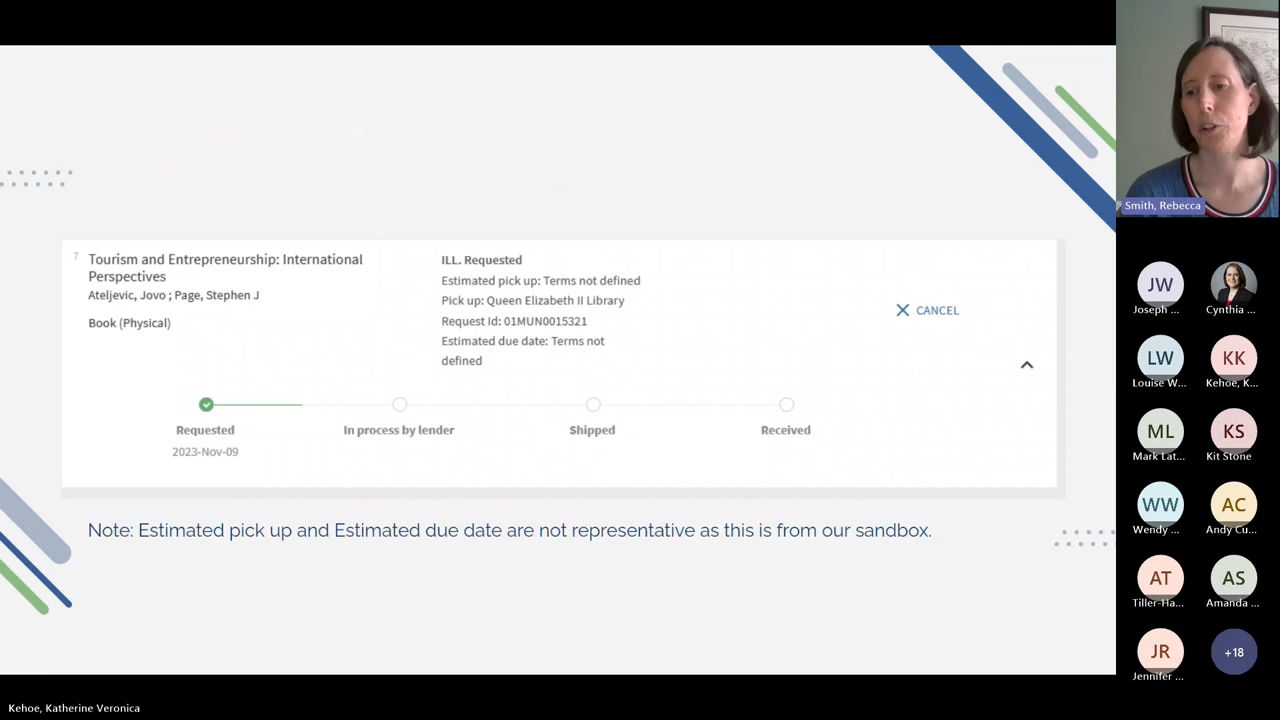 7
Tourism and Entrepreneurship: International
Perspectives
Ateljevic, Jovo ; Page, Stephen J
Book (Physical)
ILL. Requested
Estimated pick up: Terms not defined
Pick up: Queen Elizabeth II Library
Request Id: 01MUN0015321
Estimated due date: Terms not
defined
CANCEL
Requested
In process by lender
Shipped
Received
2023-Nov-09
Note: Estimated pick up and Estimated due date are not representative as this is from our sandbox.
Smith, Rebecca
JW
Joseph ...
Cynthia ...
LW
Louise W...
KK
Kehoe, K...
ML
Mark Lat...
KS
Kit Stone
WW
Wendy ...
AC
Andy Cu...
AT
Tiller-Ha...
AS
Amanda ...
JR
Jennifer ...
+18
Kehoe, Katherine Veronica